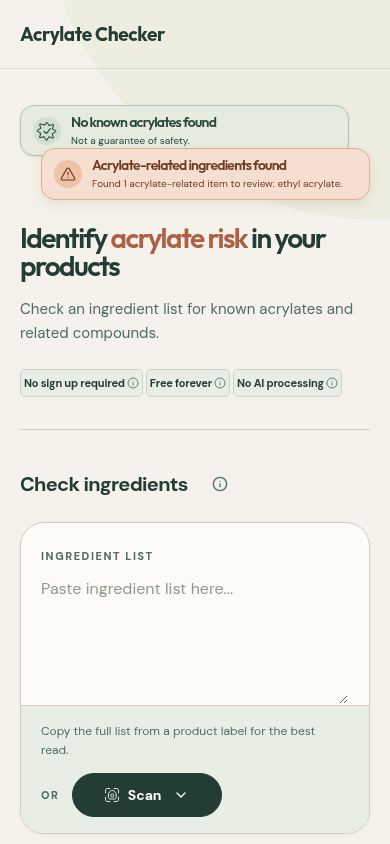 Acrylate Checker
No known acrylates found
Not a guarantee of safety.
Acrylate-related ingredients found
Found 1 acrylate-related item to review: ethyl acrylate.
Identify acrylate risk in your
products
Check an ingredient list for known acrylates and
related compounds.
No sign up required
Free forever
No AI processing
Check ingredients
INGREDIENT LIST
Paste ingredient list here...
Copy the full list from a product label for the best
read.
OR
Scan